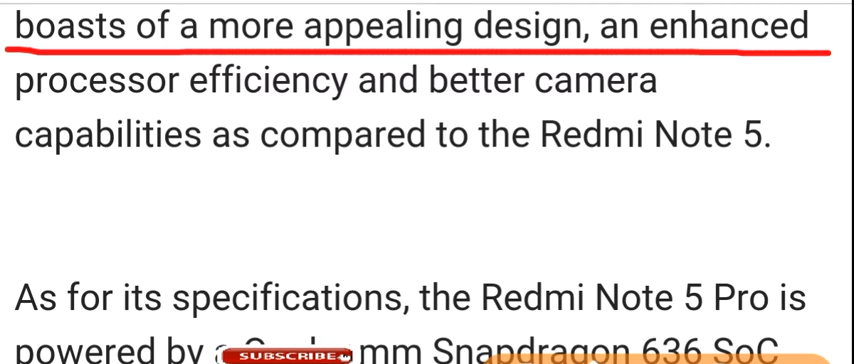 boasts of a more appealing design, an enhanced
processor efficiency and better camera
capabilities as compared to the Redmi Note 5.
As for its specifications, the Redmi Note 5 Pro is
powered by mm Snapdragon 636 SoC
SUBSCRIBE